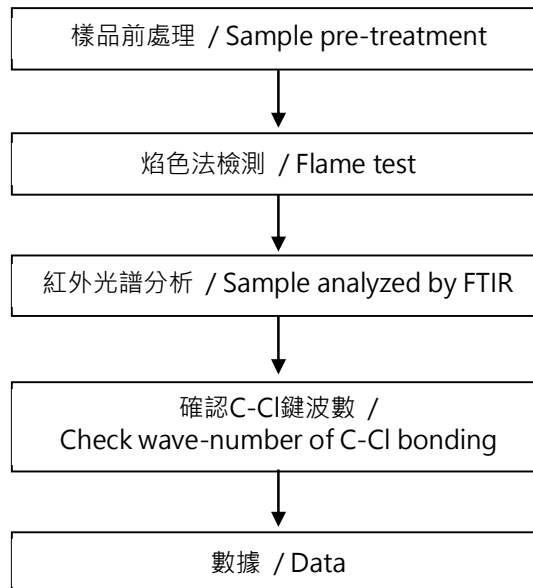 樣品前處理 / Sample pre-treatment
焰色法檢測 / Flame test
紅外光譜分析 / Sample analyzed by FTIR
確認C-Cl鍵波數 /
Check wave-number of C-Cl bonding
數據 / Data